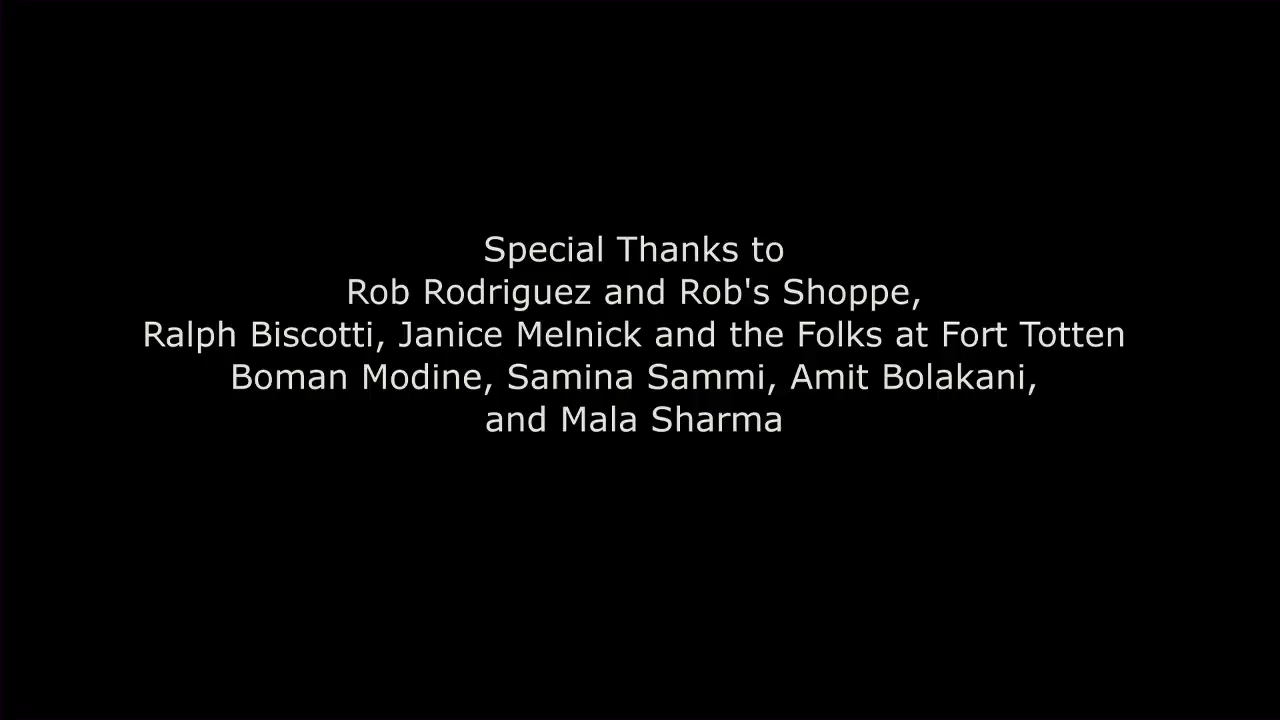 Special Thanks to
Rob Rodriguez and Rob's Shoppe,
Ralph Biscotti, Janice Melnick and the Folks at Fort Totten
Boman Modine, Samina Sammi, Amit Bolakani,
and Mala Sharma